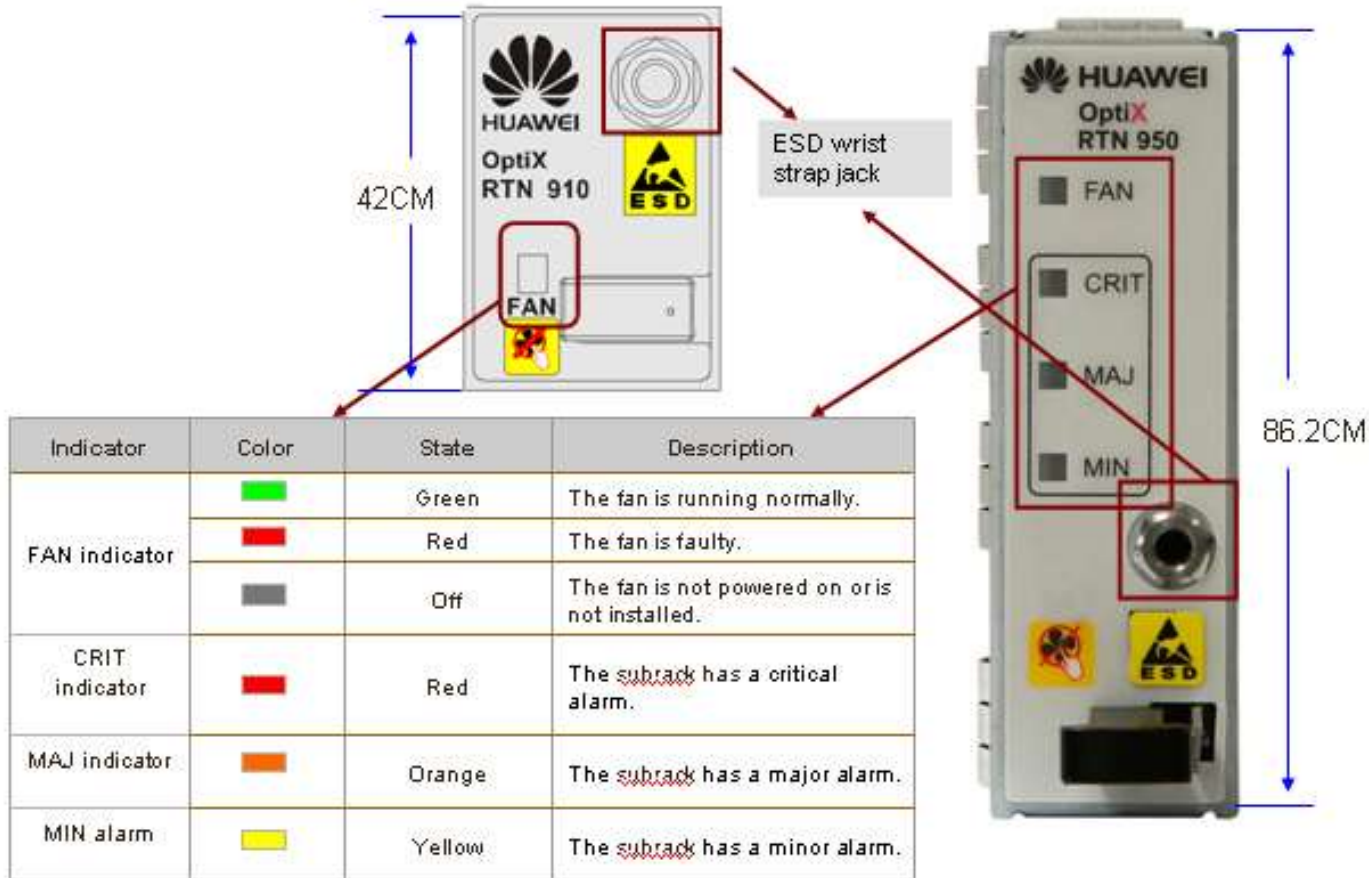 HUAWEI
OptiX
RTN 910
ESD
FAN
42CM
ESD wrist
strap jack
HUAWEI
OptiX
RTN 950
FAN
CRIT
MAJ
MIN
ESD
86.2CM
Indicator Color State Description
FAN indicator
Green The fan is running normally.
Red The fan is faulty.
Off The fan is not powered on or is
not installed.
CRIT
indicator
Red The subrack has a critical
alarm.
MAJ indicator Orange The subrack has a major alarm.
MIN alarm Yellow The subrack has a minor alarm.